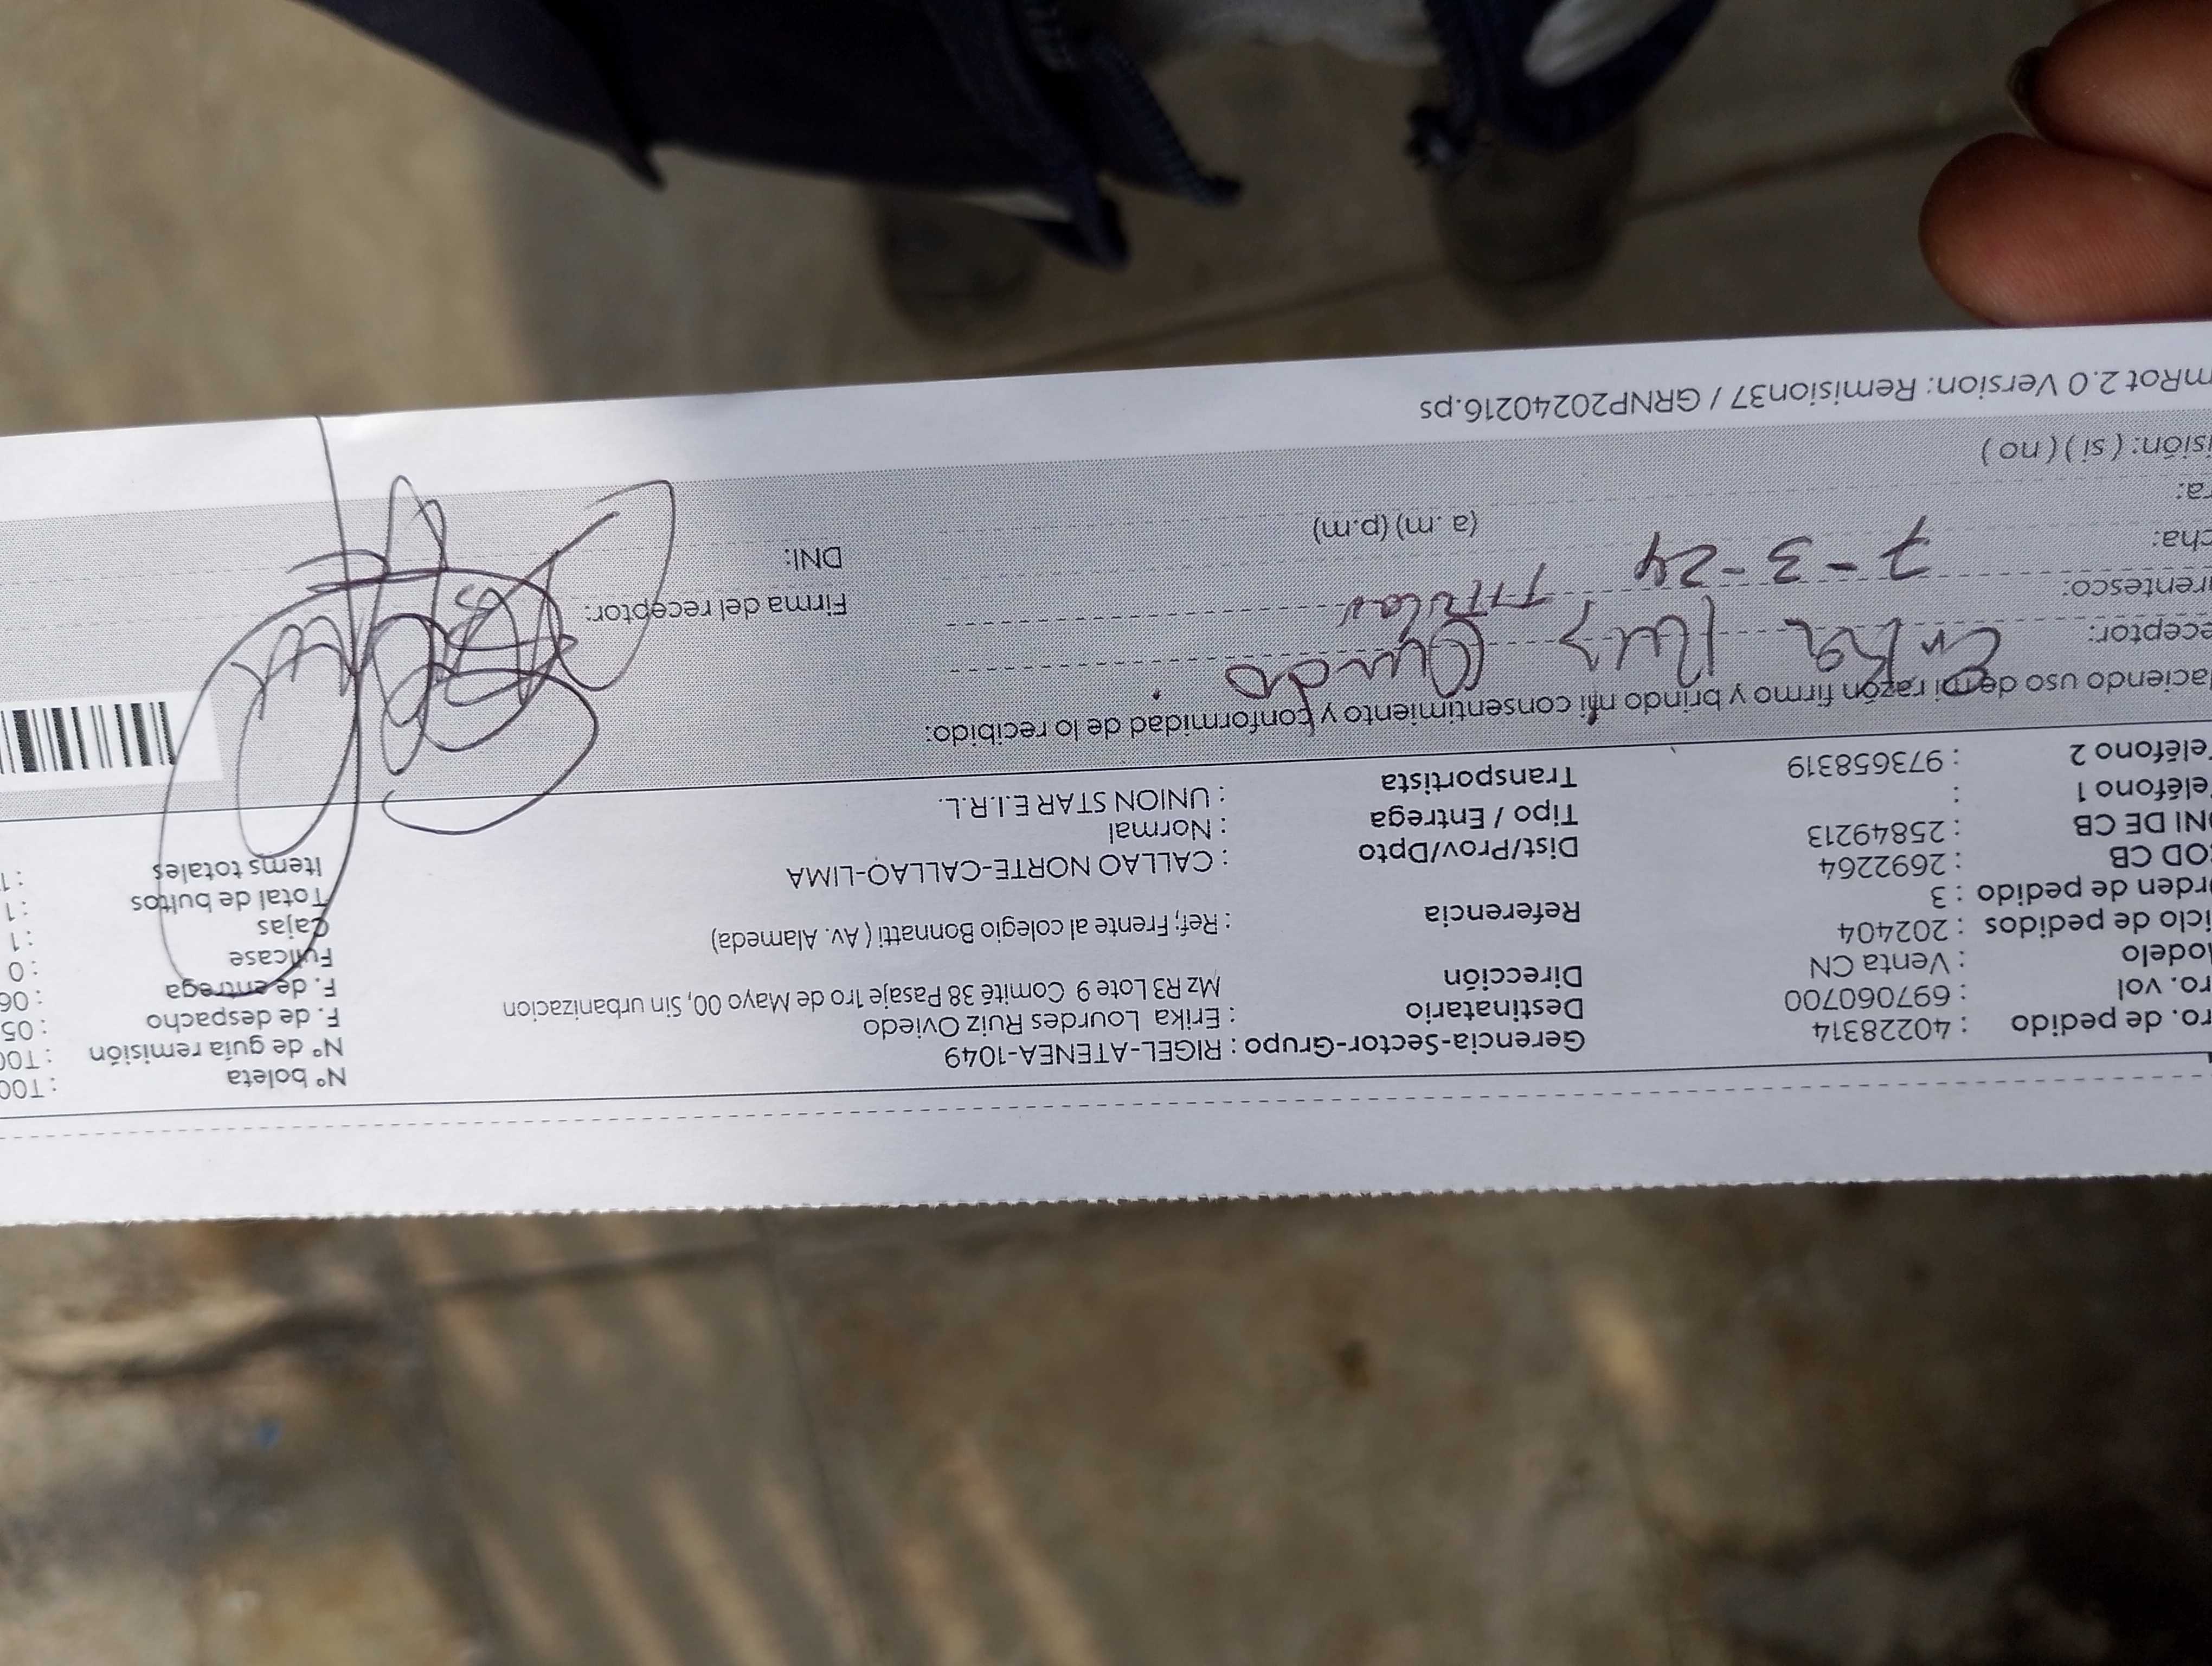 ro. de pedido : 40228314
ro. vol : 697060700
odelo : Venta CN
iclo de pedidos : 202404
rden de pedido : 3
COD CB : 2692264
NI DE CB : 25849213
eléfono 1 :
eléfono 2 : 973658319
Gerencia-Sector-Grupo : RIGEL-ATENEA-1049
Destinatario : Erika Lourdes Ruiz Oviedo
Dirección Mz R3 Lote 9 Comité 38 Pasaje 1ro de Mayo 00, Sin urbanizacion
Referencia : Ref; Frente al colegio Bonnatti ( Av. Alameda)
Dist/Prov/Dpto : CALLAO NORTE-CALLAO-LIMA
Tipo / Entrega : Normal
Transportista : UNION STAR E.I.R.L.
Nº boleta : T00
Nº de guía remisión : T00
F. de despacho : 05
F. de entrega : 06
Fullcase : 0
Cajas : 1
Total de bultos : 1
Items totales : 1
aciendo uso de mi razón firmo y brindo mi consentimiento y conformidad de lo recibido:
eceptor: Erika Ruiz Oviedo
rentesco: Titular
cha: 7-3-24
ra: (a.m) (p.m)
isión: ( si ) ( no )
Firma del receptor:
DNI:
mRot 2.0 Version: Remision37 / GRNP20240216.ps